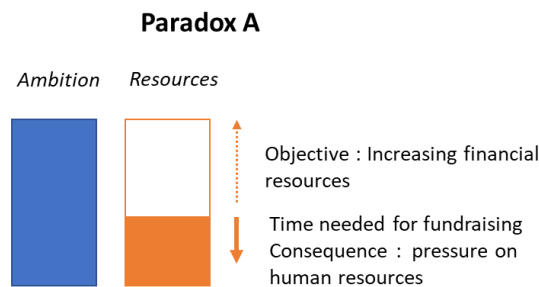 Paradox A
Ambition
Resources
Objective : Increasing financial
resources
Time needed for fundraising
Consequence : pressure on
human resources